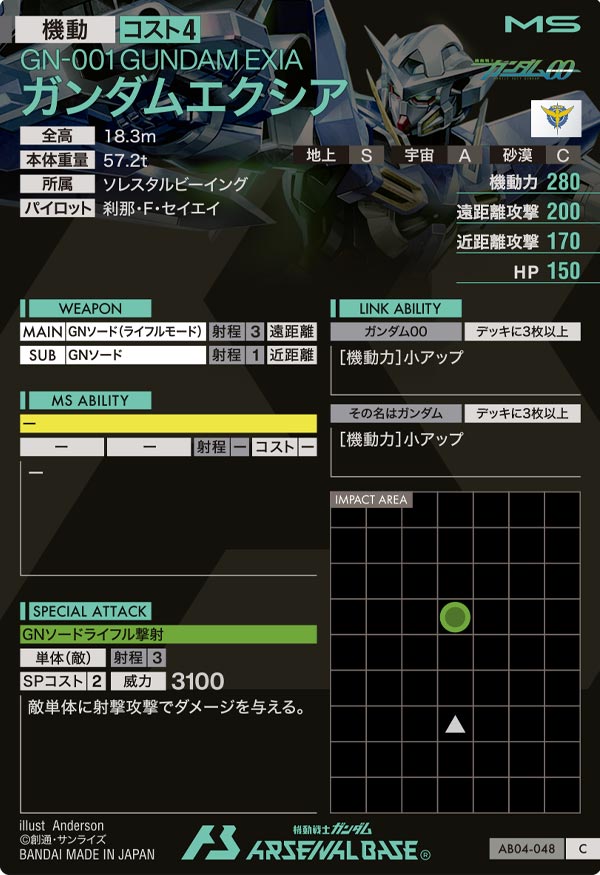 機動 コスト4
MS
GN-001 GUNDAM EXIA
ガンダムエクシア
ガンダム00
全高 18.3m
本体重量 57.2t
所属 ソレスタルビーイング
パイロット 刹那・F・セイエイ
地上 S 宇宙 A 砂漠 C
機動力 280
遠距離攻撃 200
近距離攻撃 170
HP 150
WEAPON
MAIN GNソード(ライフルモード) 射程 3 遠距離
SUB GNソード 射程 1 近距離
MS ABILITY
ー
ー ー 射程 ー コスト ー
ー
SPECIAL ATTACK
GNソードライフル撃射
単体(敵) 射程 3
SPコスト 2 威力 3100
敵単体に射撃攻撃でダメージを与える。
LINK ABILITY
ガンダム00 デッキに3枚以上
[機動力]小アップ
その名はガンダム デッキに3枚以上
[機動力]小アップ
IMPACT AREA
illust Anderson
©創通・サンライズ
BANDAI MADE IN JAPAN
機動戦士ガンダム
AB ARSENAL BASE®
AB04-048 C